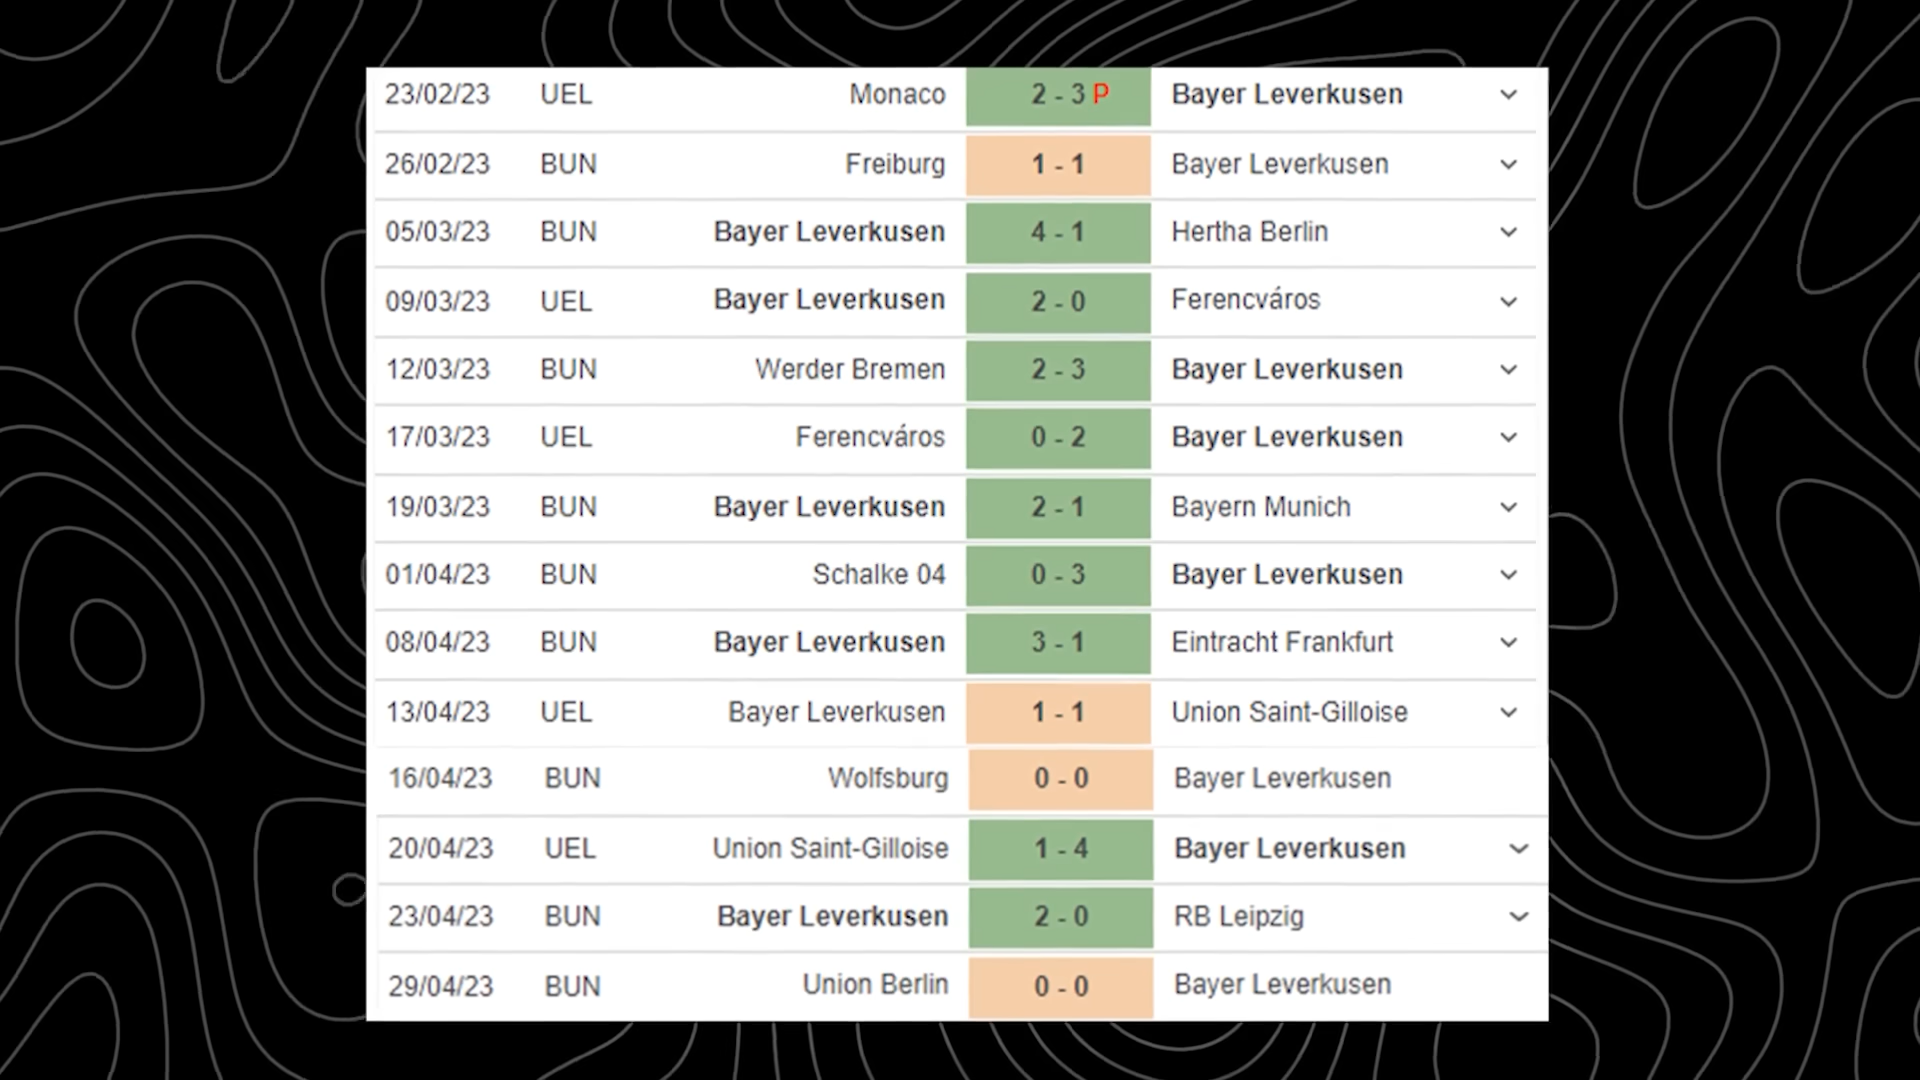 23/02/23 UEL Monaco 2 - 3 P Bayer Leverkusen
26/02/23 BUN Freiburg 1 - 1 Bayer Leverkusen
05/03/23 BUN Bayer Leverkusen 4 - 1 Hertha Berlin
09/03/23 UEL Bayer Leverkusen 2 - 0 Ferencváros
12/03/23 BUN Werder Bremen 2 - 3 Bayer Leverkusen
17/03/23 UEL Ferencváros 0 - 2 Bayer Leverkusen
19/03/23 BUN Bayer Leverkusen 2 - 1 Bayern Munich
01/04/23 BUN Schalke 04 0 - 3 Bayer Leverkusen
08/04/23 BUN Bayer Leverkusen 3 - 1 Eintracht Frankfurt
13/04/23 UEL Bayer Leverkusen 1 - 1 Union Saint-Gilloise
16/04/23 BUN Wolfsburg 0 - 0 Bayer Leverkusen
20/04/23 UEL Union Saint-Gilloise 1 - 4 Bayer Leverkusen
23/04/23 BUN Bayer Leverkusen 2 - 0 RB Leipzig
29/04/23 BUN Union Berlin 0 - 0 Bayer Leverkusen